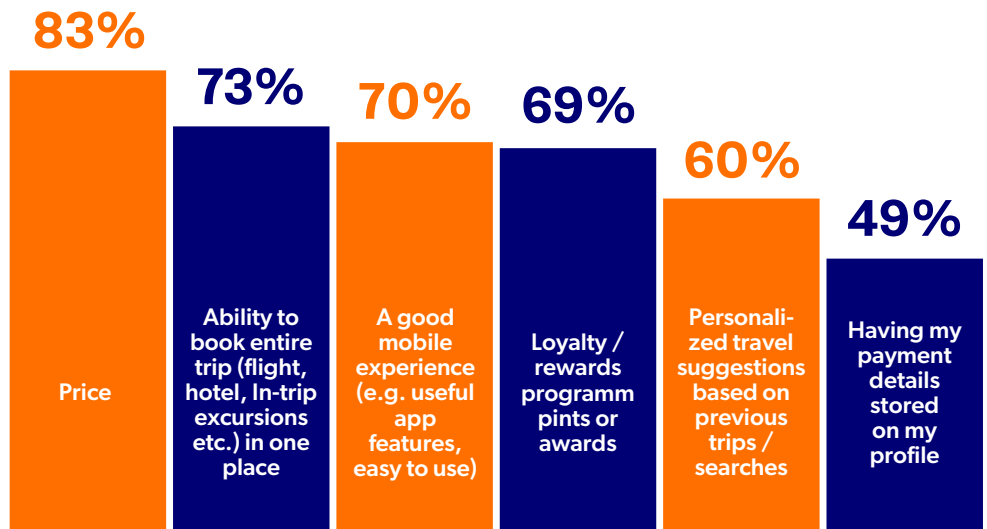 83%
Price
73%
Ability to
book entire
trip (flight,
hotel, In-trip
excursions
etc.) in one
place
70%
A good
mobile
experience
(e.g. useful
app
features,
easy to use)
69%
Loyalty /
rewards
programm
pints or
awards
60%
Personali-
zed travel
suggestions
based on
previous
trips /
searches
49%
Having my
payment
details
stored
on my
profile